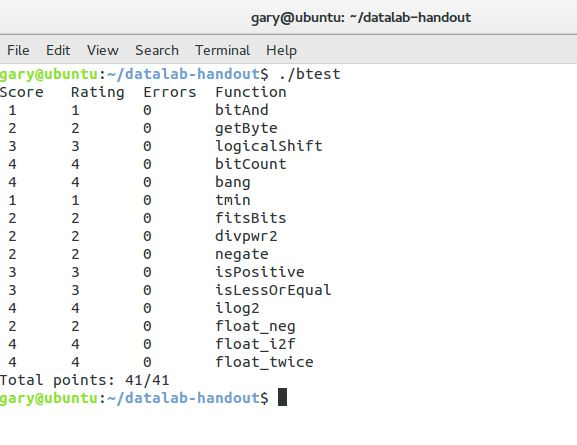 gary@ubuntu: ~/datalab-handout
File Edit View Search Terminal Help
gary@ubuntu:~/datalab-handout$ ./btest
Score Rating Errors Function
1 1 0 bitAnd
2 2 0 getByte
3 3 0 logicalShift
4 4 0 bitCount
4 4 0 bang
1 1 0 tmin
2 2 0 fitsBits
2 2 0 divpwr2
2 2 0 negate
3 3 0 isPositive
3 3 0 isLessOrEqual
4 4 0 ilog2
2 2 0 float_neg
4 4 0 float_i2f
4 4 0 float_twice
Total points: 41/41
gary@ubuntu:~/datalab-handout$